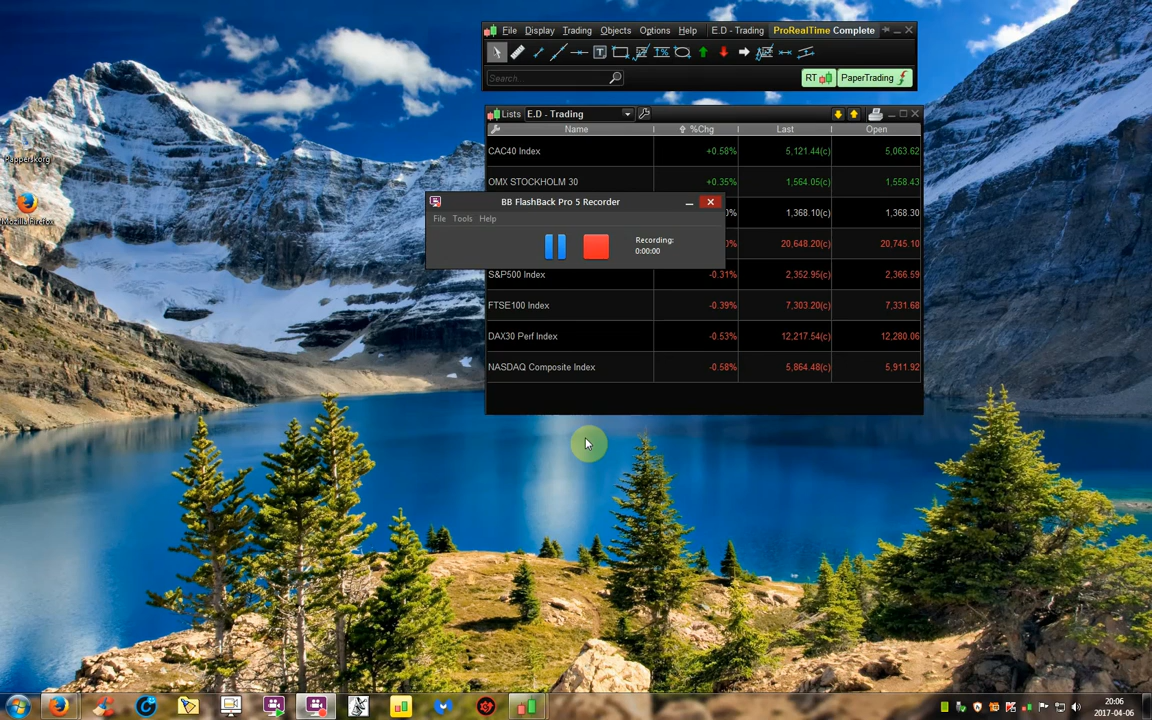 File Display Trading Objects Options Help E.D - Trading ProRealTime Complete
Search...
RT
PaperTrading
Lists E.D - Trading
Name %Chg Last Open
CAC40 Index +0.58% 5,121.44(c) 5,063.62
OMX STOCKHOLM 30 +0.35% 1,564.05(c) 1,558.43
BB FlashBack Pro 5 Recorder
File Tools Help
Recording:
0:00:00
0% 1,368.10(c) 1,368.30
0% 20,648.20(c) 20,745.10
S&P500 Index -0.31% 2,352.95(c) 2,366.59
FTSE100 Index -0.39% 7,303.20(c) 7,331.68
DAX30 Perf Index -0.53% 12,217.54(c) 12,280.06
NASDAQ Composite Index -0.58% 5,864.48(c) 5,911.92
Papperskorg
Mozilla Firefox
20:06
2017-04-06